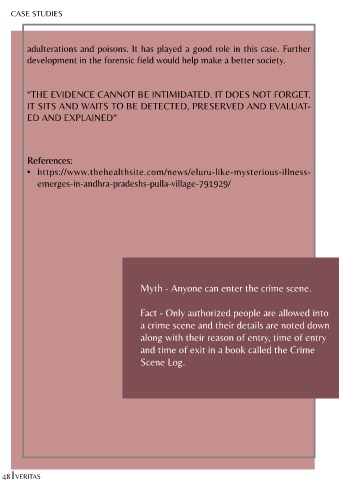 CASE STUDIES
adulterations and poisons. It has played a good role in this case. Further
development in the forensic field would help make a better society.
"THE EVIDENCE CANNOT BE INTIMIDATED. IT DOES NOT FORGET.
IT SITS AND WAITS TO BE DETECTED, PRESERVED AND EVALUAT-
ED AND EXPLAINED"
References:
• https://www.thehealthsite.com/news/eluru-like-mysterious-illness-
emerges-in-andhra-pradeshs-pulla-village-791929/
Myth - Anyone can enter the crime scene.
Fact - Only authorized people are allowed into
a crime scene and their details are noted down
along with their reason of entry, time of entry
and time of exit in a book called the Crime
Scene Log.
48 | VERITAS